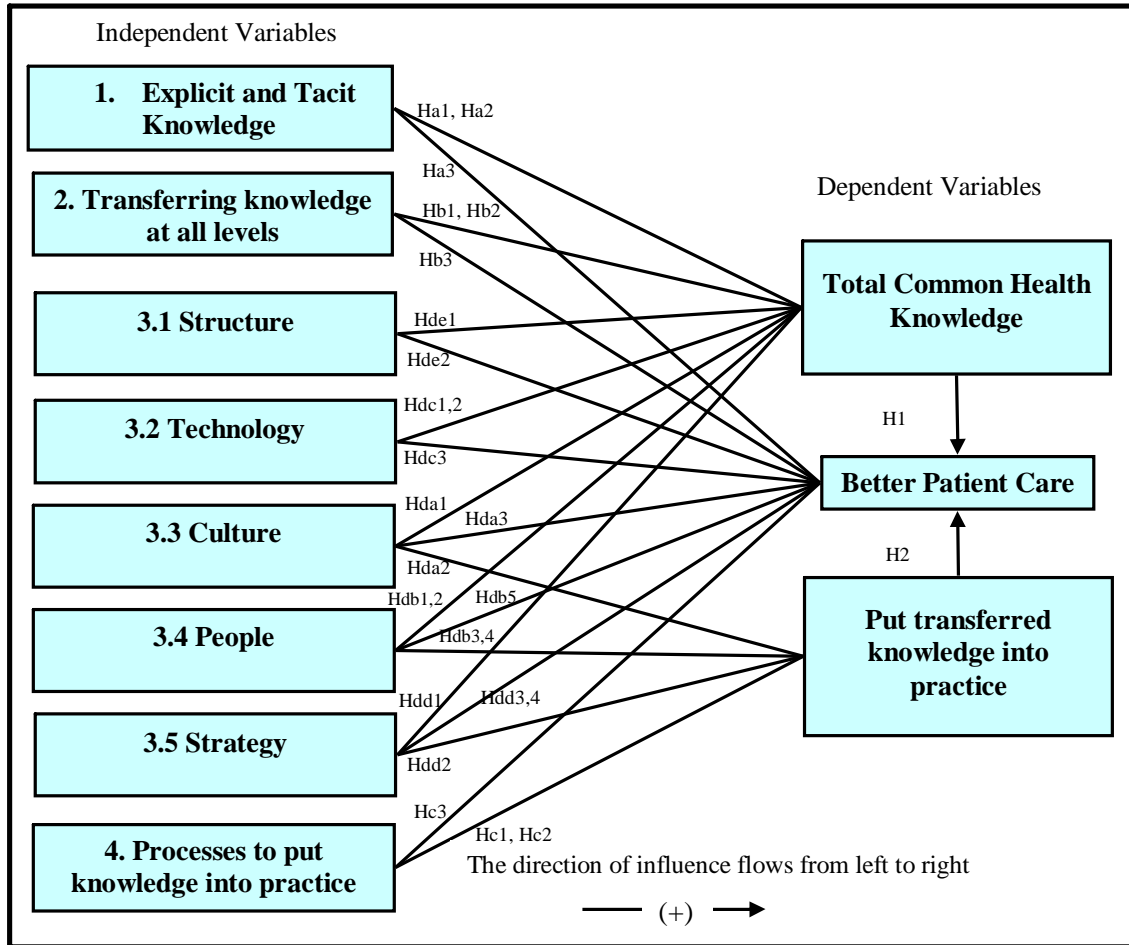 Independent Variables
1. Explicit and Tacit
Knowledge
2. Transferring knowledge
at all levels
3.1 Structure
3.2 Technology
3.3 Culture
3.4 People
3.5 Strategy
4. Processes to put
knowledge into practice
Ha1, Ha2
Ha3
Hb1, Hb2
Hb3
Hde1
Hde2
Hdc1,2
Hdc3
Hda1
Hda3
Hda2
Hdb1,2
Hdb5
Hdb3,4
Hdd1
Hdd3,4
Hdd2
Hc3
Hc1, Hc2
Dependent Variables
Total Common Health
Knowledge
H1
Better Patient Care
H2
Put transferred
knowledge into
practice
The direction of influence flows from left to right
(+)